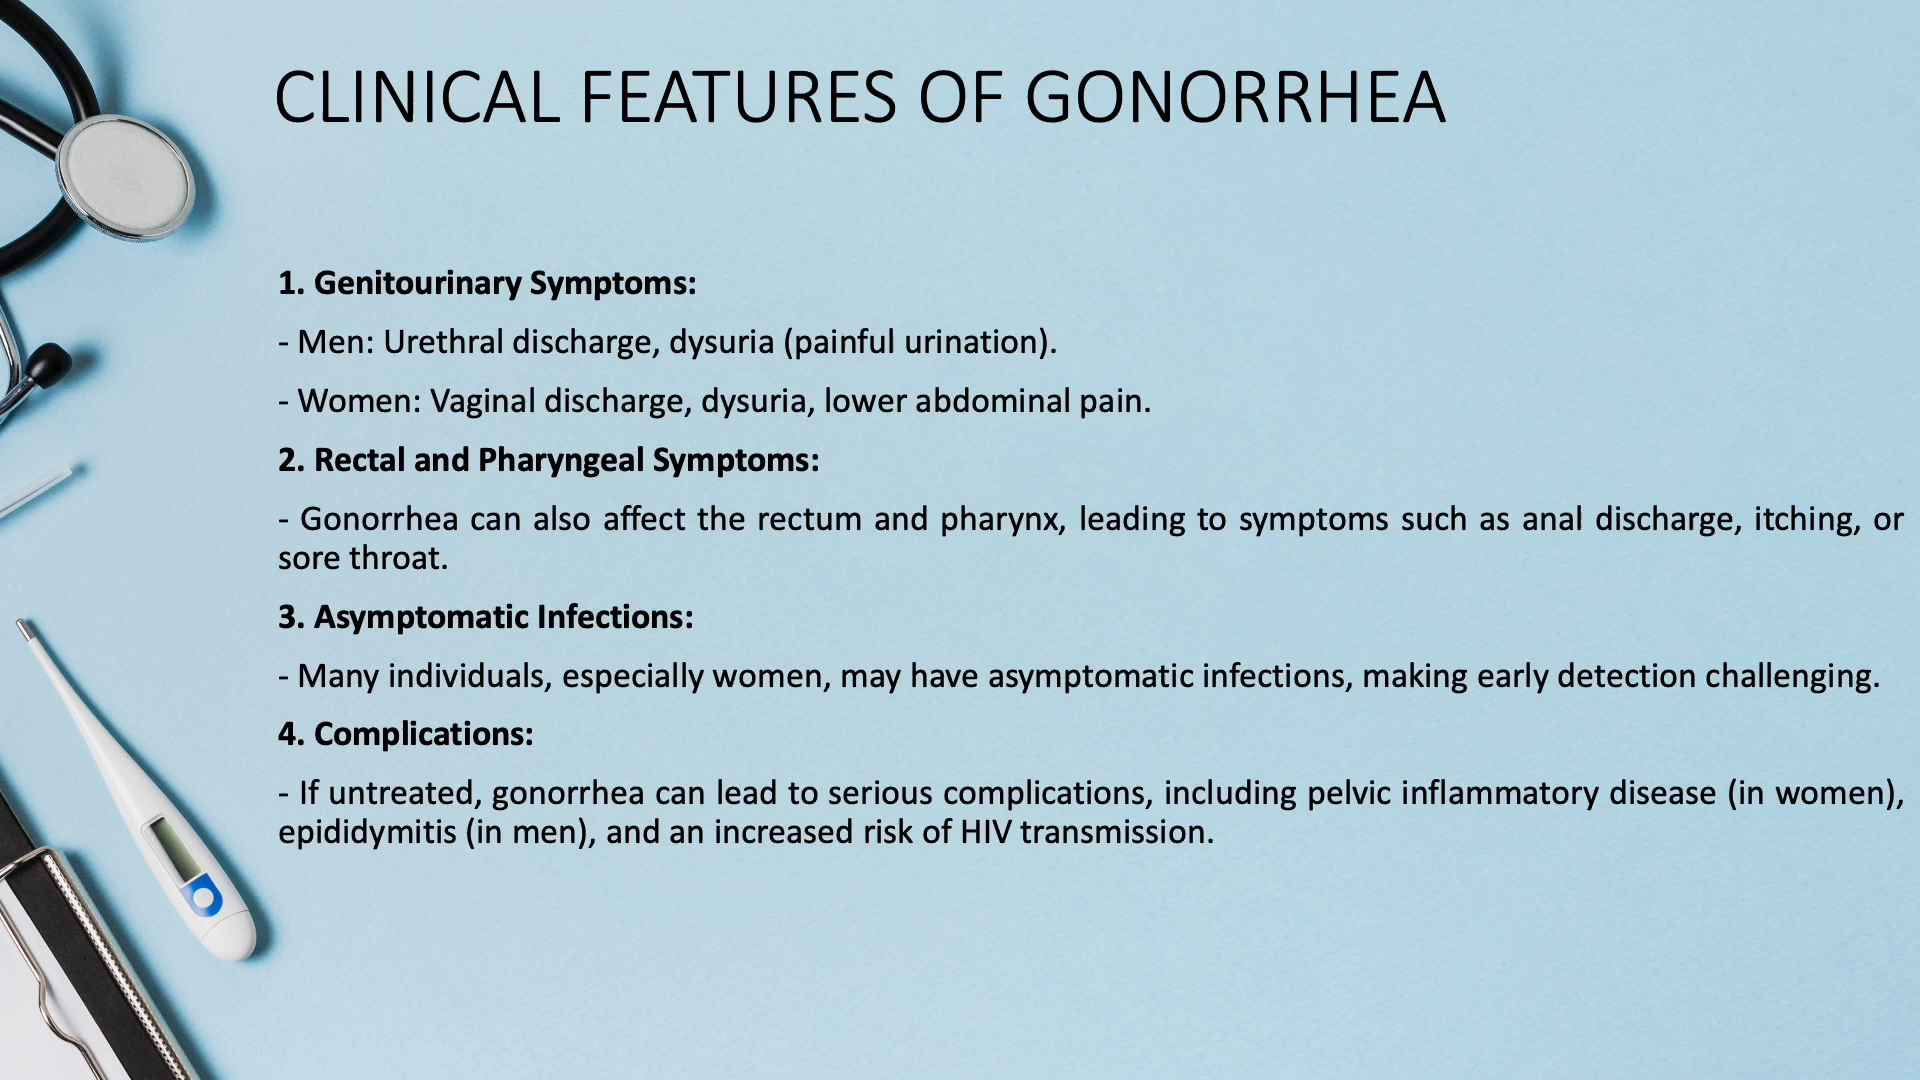 CLINICAL FEATURES OF GONORRHEA
1. Genitourinary Symptoms:
- Men: Urethral discharge, dysuria (painful urination).
- Women: Vaginal discharge, dysuria, lower abdominal pain.
2. Rectal and Pharyngeal Symptoms:
- Gonorrhea can also affect the rectum and pharynx, leading to symptoms such as anal discharge, itching, or
sore throat.
3. Asymptomatic Infections:
- Many individuals, especially women, may have asymptomatic infections, making early detection challenging.
4. Complications:
- If untreated, gonorrhea can lead to serious complications, including pelvic inflammatory disease (in women),
epididymitis (in men), and an increased risk of HIV transmission.